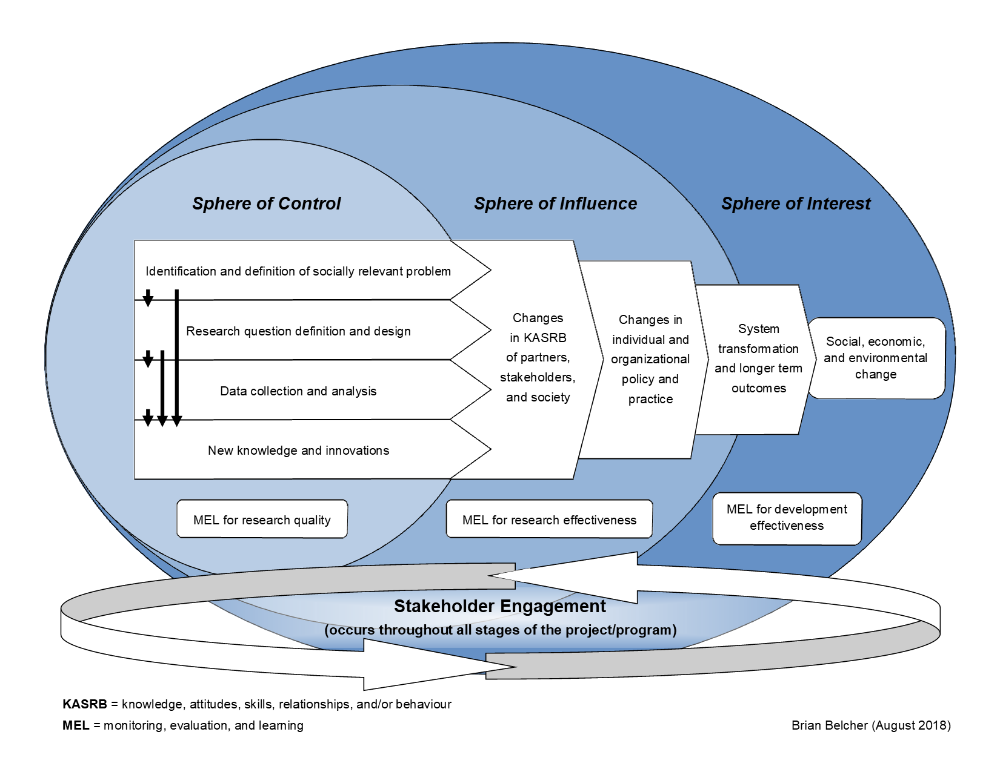 Sphere of Control
Sphere of Influence
Sphere of Interest
Identification and definition of socially relevant problem
Research question definition and design
Data collection and analysis
New knowledge and innovations
Changes
in KASRB
of partners,
stakeholders,
and society
Changes in
individual and
organizational
policy and
practice
System
transformation
and longer term
outcomes
Social, economic,
and environmental
change
MEL for research quality
MEL for research effectiveness
MEL for development
effectiveness
Stakeholder Engagement
(occurs throughout all stages of the project/program)
KASRB = knowledge, attitudes, skills, relationships, and/or behaviour
MEL = monitoring, evaluation, and learning
Brian Belcher (August 2018)